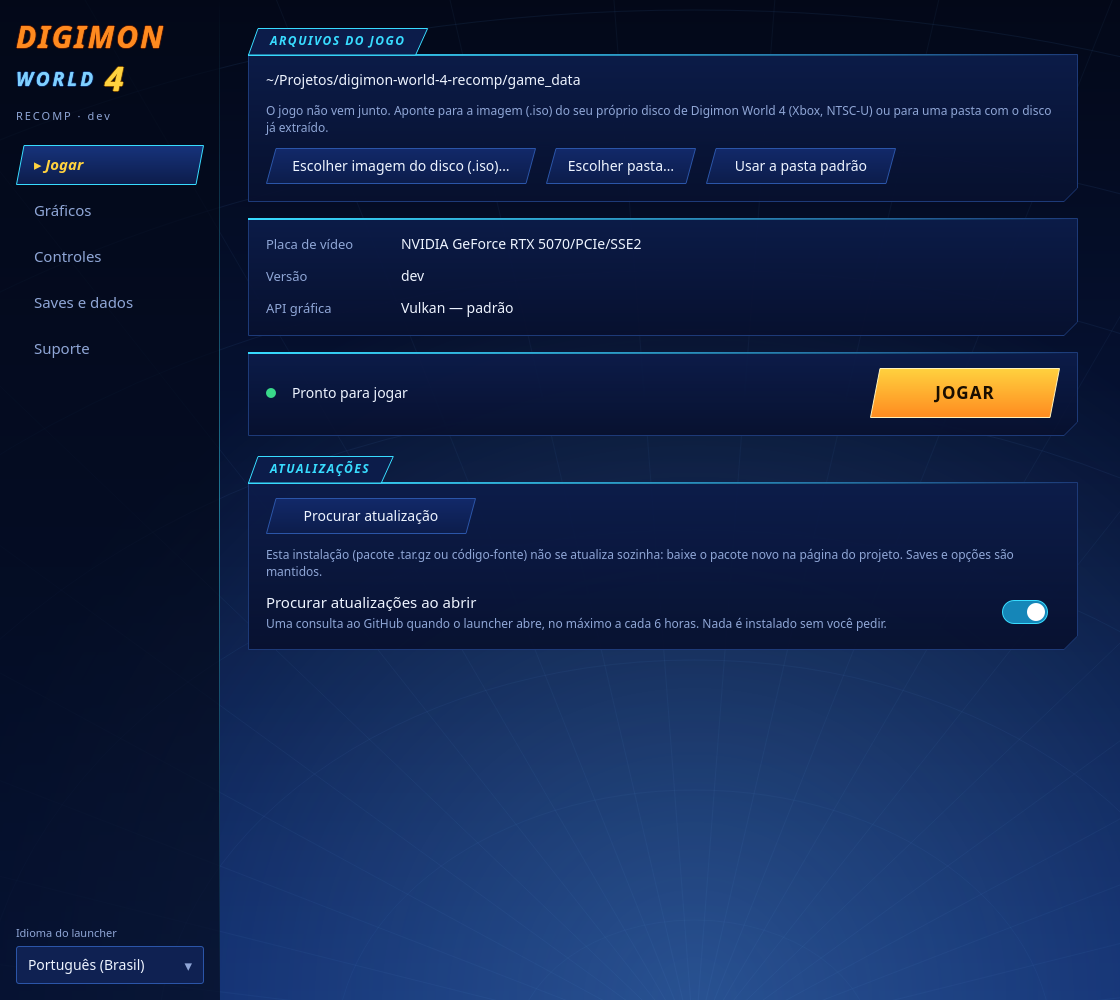 DIGIMON
WORLD 4
RECOMP · dev
▸ Jogar
Gráficos
Controles
Saves e dados
Suporte
Idioma do launcher
Português (Brasil) ▾
ARQUIVOS DO JOGO
~/Projetos/digimon-world-4-recomp/game_data
O jogo não vem junto. Aponte para a imagem (.iso) do seu próprio disco de Digimon World 4 (Xbox, NTSC-U) ou para uma pasta com o disco
já extraído.
Escolher imagem do disco (.iso)... Escolher pasta... Usar a pasta padrão
Placa de vídeo NVIDIA GeForce RTX 5070/PCIe/SSE2
Versão dev
API gráfica Vulkan — padrão
Pronto para jogar JOGAR
ATUALIZAÇÕES
Procurar atualização
Esta instalação (pacote .tar.gz ou código-fonte) não se atualiza sozinha: baixe o pacote novo na página do projeto. Saves e opções são
mantidos.
Procurar atualizações ao abrir
Uma consulta ao GitHub quando o launcher abre, no máximo a cada 6 horas. Nada é instalado sem você pedir.